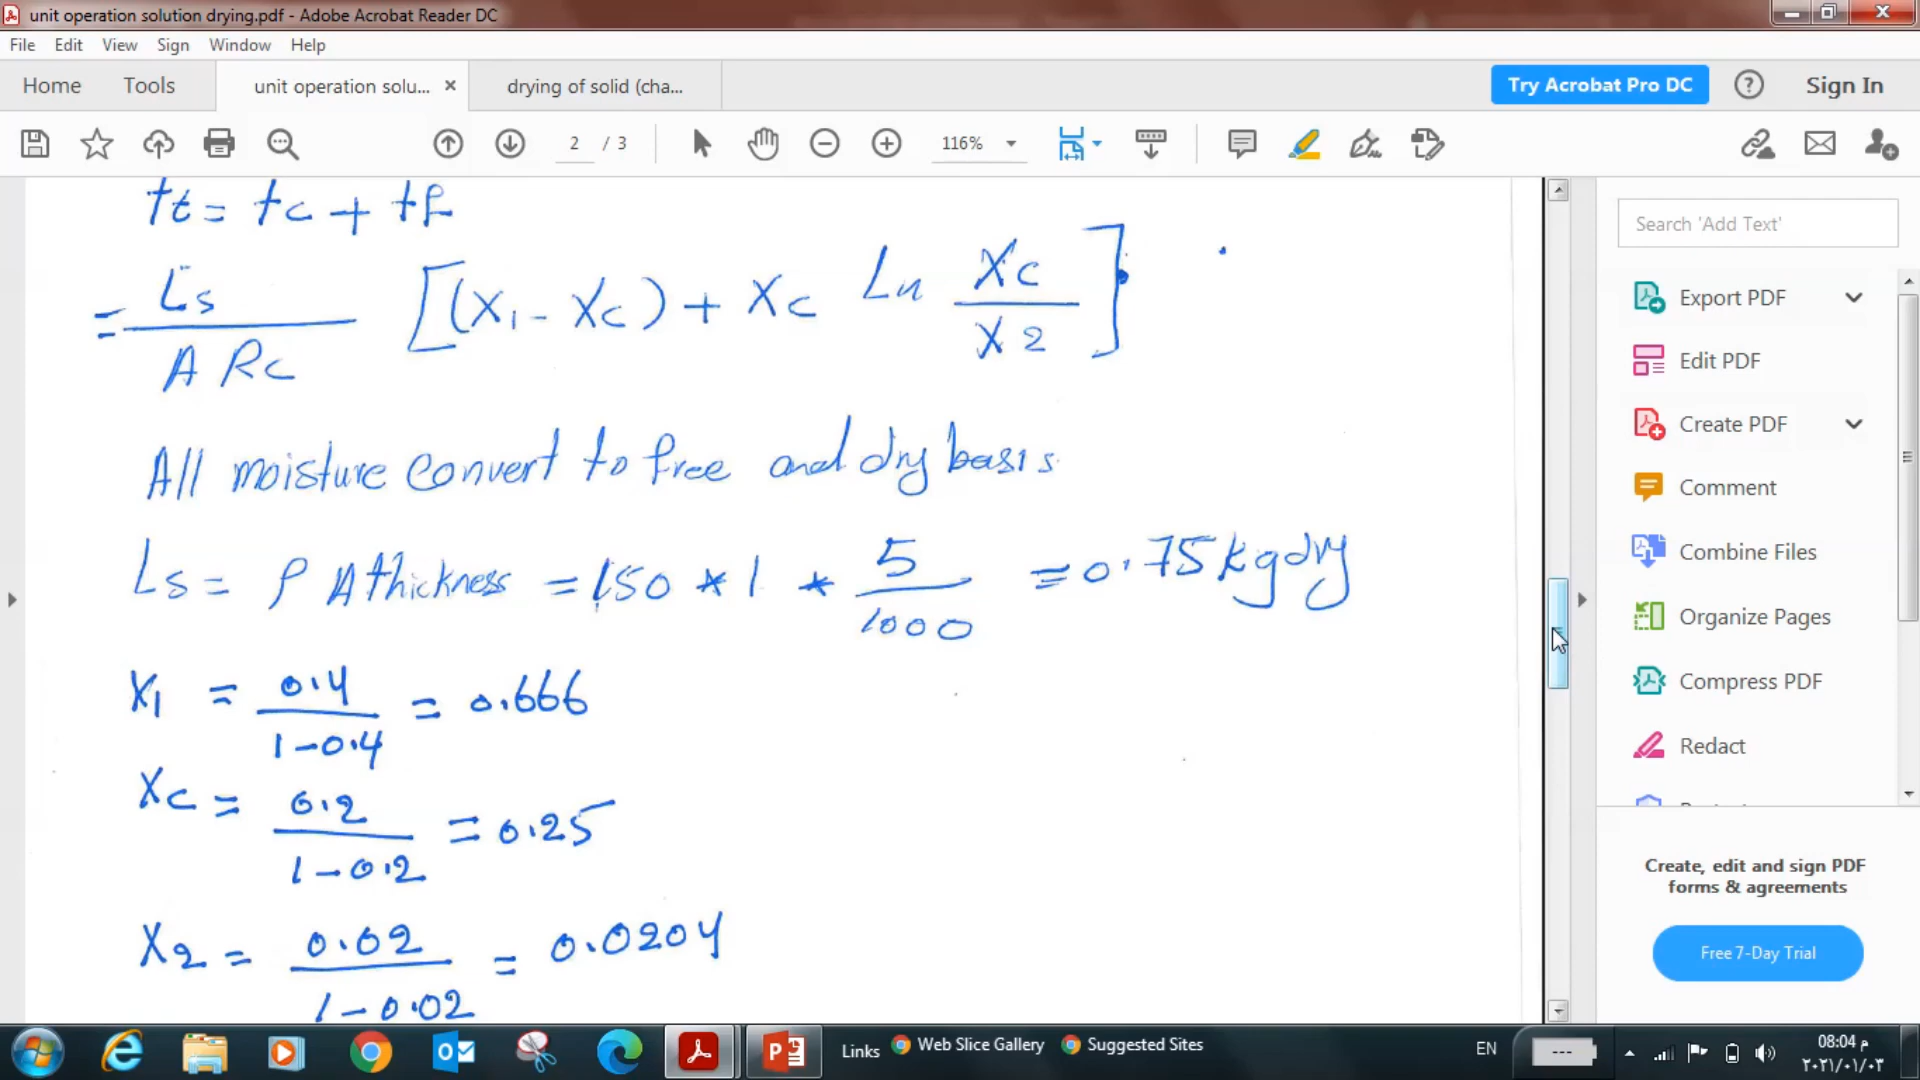 unit operation solution drying.pdf - Adobe Acrobat Reader DC
File Edit View Sign Window Help
Home Tools unit operation solu... × drying of solid (cha... Try Acrobat Pro DC ? Sign In
2 / 3 116%
tt = tc + tf
= Ls / A Rc [(X1 - Xc) + Xc Ln Xc / X2]
All moisture convert to free and dry basis
Ls = ρ A thickness = 150 * 1 * 5 / 1000 = 0.75 kg dry
X1 = 0.4 / 1-0.4 = 0.666
Xc = 0.2 / 1-0.2 = 0.25
X2 = 0.02 / 1-0.02 = 0.0204
Search 'Add Text'
Export PDF
Edit PDF
Create PDF
Comment
Combine Files
Organize Pages
Compress PDF
Redact
Create, edit and sign PDF
forms & agreements
Free 7-Day Trial
Links Web Slice Gallery Suggested Sites EN --- 08:04 م
٢٠٢١/٠١/٠٣